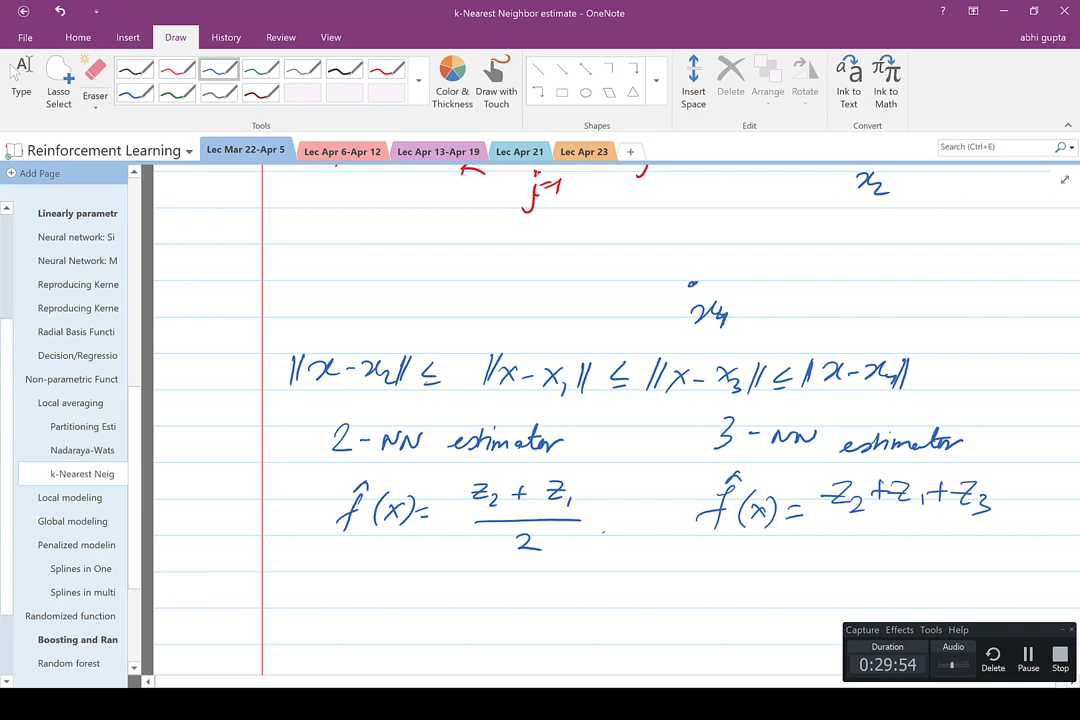 k-Nearest Neighbor estimate - OneNote
?
File Home Insert Draw History Review View
abhi gupta
Type
Lasso Select
Eraser
Color & Thickness
Draw with Touch
Insert Space
Delete
Arrange
Rotate
Ink to Text
Ink to Math
Tools
Shapes
Edit
Convert
Reinforcement Learning
Lec Mar 22-Apr 5
Lec Apr 6-Apr 12
Lec Apr 13-Apr 19
Lec Apr 21
Lec Apr 23
+
Search (Ctrl+E)
Add Page
Linearly parametr
Neural network: Si
Neural Network: M
Reproducing Kerne
Reproducing Kerne
Radial Basis Functi
Decision/Regressio
Non-parametric Funct
Local averaging
Partitioning Esti
Nadaraya-Wats
k-Nearest Neig
Local modeling
Global modeling
Penalized modelin
Splines in One
Splines in multi
Randomized function
Boosting and Ran
Random forest
j=1
x₂
x₄
||x-x₂|| ≤ ||x-x₁|| ≤ ||x-x₃|| ≤ ||x-x₄||
2-NN estimator 3-NN estimator
f̂(x)= z₂ + z₁ / 2 f̂(x)= z₂+z₁+z₃
Capture Effects Tools Help
Duration
0:29:54
Audio
Delete
Pause
Stop